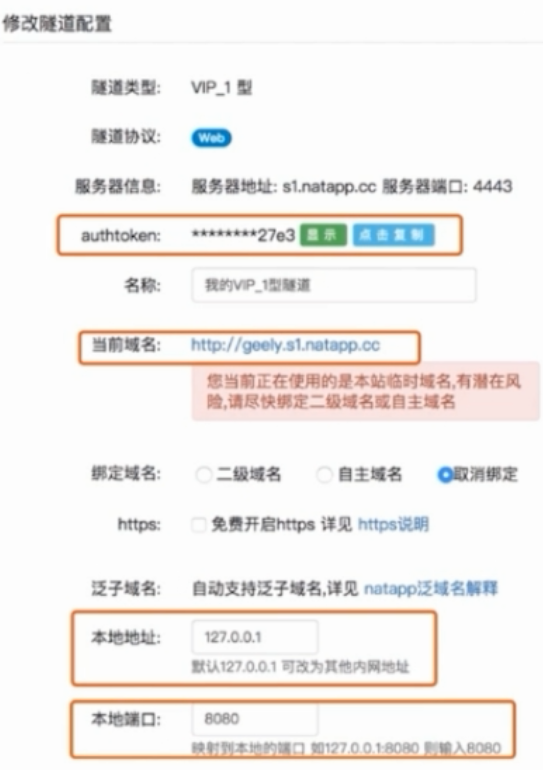 修改隧道配置
隧道类型: VIP_1 型
隧道协议: Web
服务器信息: 服务器地址: s1.natapp.cc 服务器端口: 4443
authtoken: ********27e3 显示 点击复制
名称: 我的VIP_1型隧道
当前域名: http://geely.s1.natapp.cc
您当前正在使用的是本站临时域名,有潜在风
险,请尽快绑定二级域名或自主域名
绑定域名: 二级域名 自主域名 取消绑定
https: 免费开启https 详见 https说明
泛子域名: 自动支持泛子域名,详见 natapp泛域名解释
本地地址: 127.0.0.1
默认127.0.0.1 可改为其他内网地址
本地端口: 8080
映射到本地的端口 如127.0.0.1:8080 则输入8080